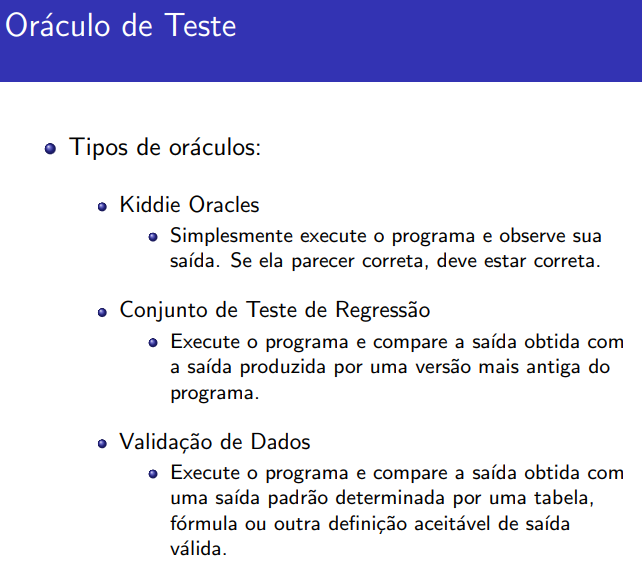 Oráculo de Teste
Tipos de oráculos:
Kiddie Oracles
Simplesmente execute o programa e observe sua
saída. Se ela parecer correta, deve estar correta.
Conjunto de Teste de Regressão
Execute o programa e compare a saída obtida com
a saída produzida por uma versão mais antiga do
programa.
Validação de Dados
Execute o programa e compare a saída obtida com
uma saída padrão determinada por uma tabela,
fórmula ou outra definição aceitável de saída
válida.